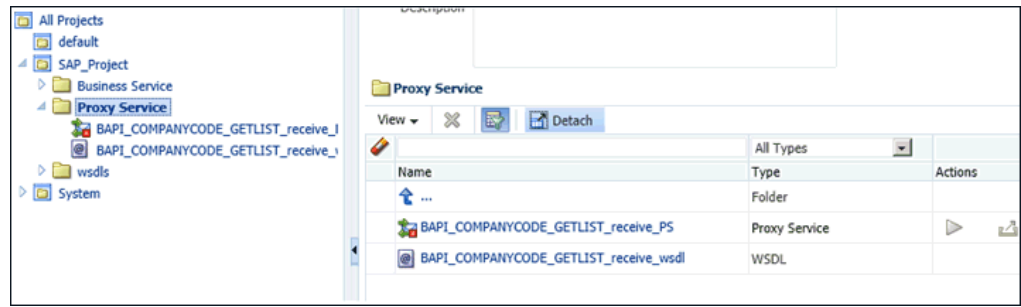 All Projects
default
SAP_Project
Business Service
Proxy Service
BAPI_COMPANYCODE_GETLIST_receive_
BAPI_COMPANYCODE_GETLIST_receive_
wsdls
System
Description
Proxy Service
View
Detach
All Types
Name Type Actions
... Folder
BAPI_COMPANYCODE_GETLIST_receive_PS Proxy Service
BAPI_COMPANYCODE_GETLIST_receive_wsdl WSDL